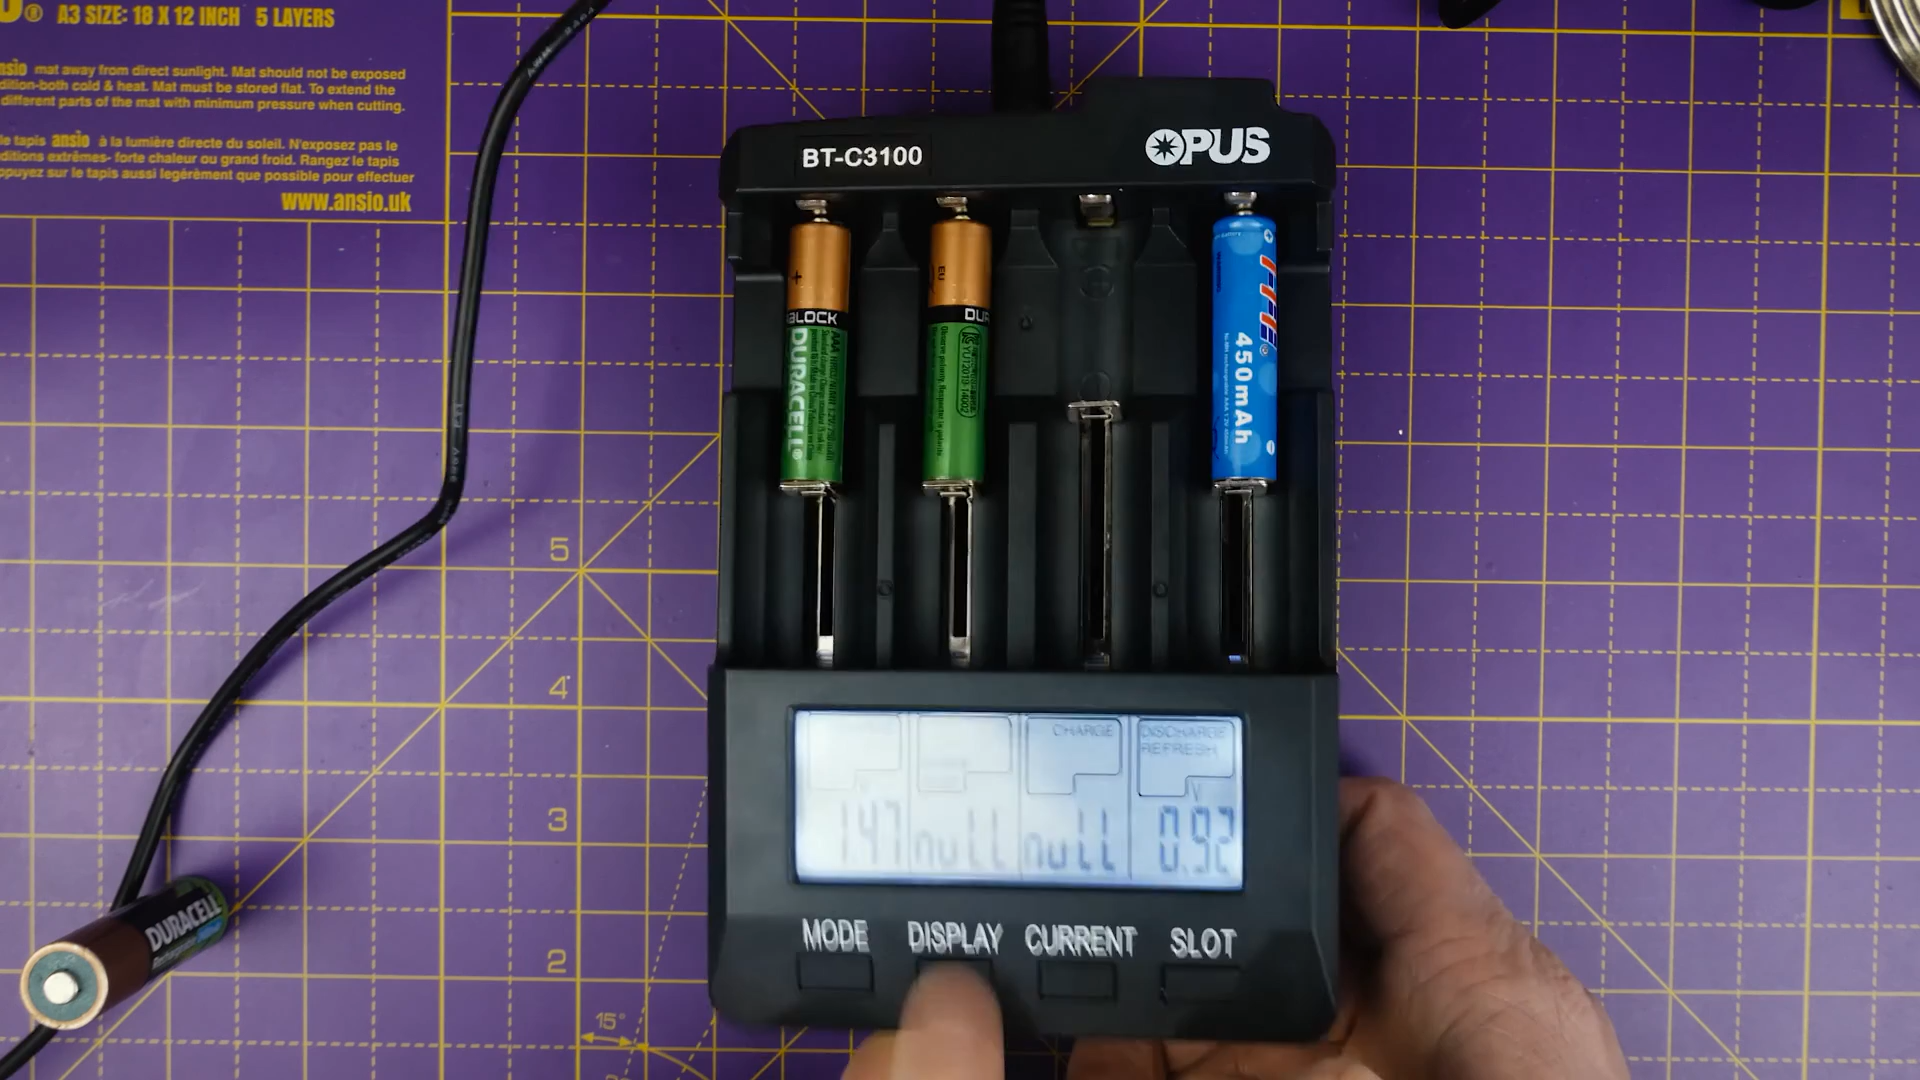 A3 SIZE: 18 X 12 INCH 5 LAYERS
mat away from direct sunlight. Mat should not be exposed
dition-both cold & heat. Mat must be stored flat. To extend the
different parts of the mat with minimum pressure when cutting.
le tapis ansio à la lumière directe du soleil. N'exposez pas le
ditions extrêmes- forte chaleur ou grand froid. Rangez le tapis
ppuyez sur le tapis aussi legèrement que possible pour effectuer
www.ansio.uk
BT-C3100
OPUS
BLOCK
DURACELL®
EU
DUR
450mAh
5
4
3
2
15°
CHARGE
DISCHARGE
REFRESH
V
1.47
null
null
0.92
MODE
DISPLAY
CURRENT
SLOT
DURACELL